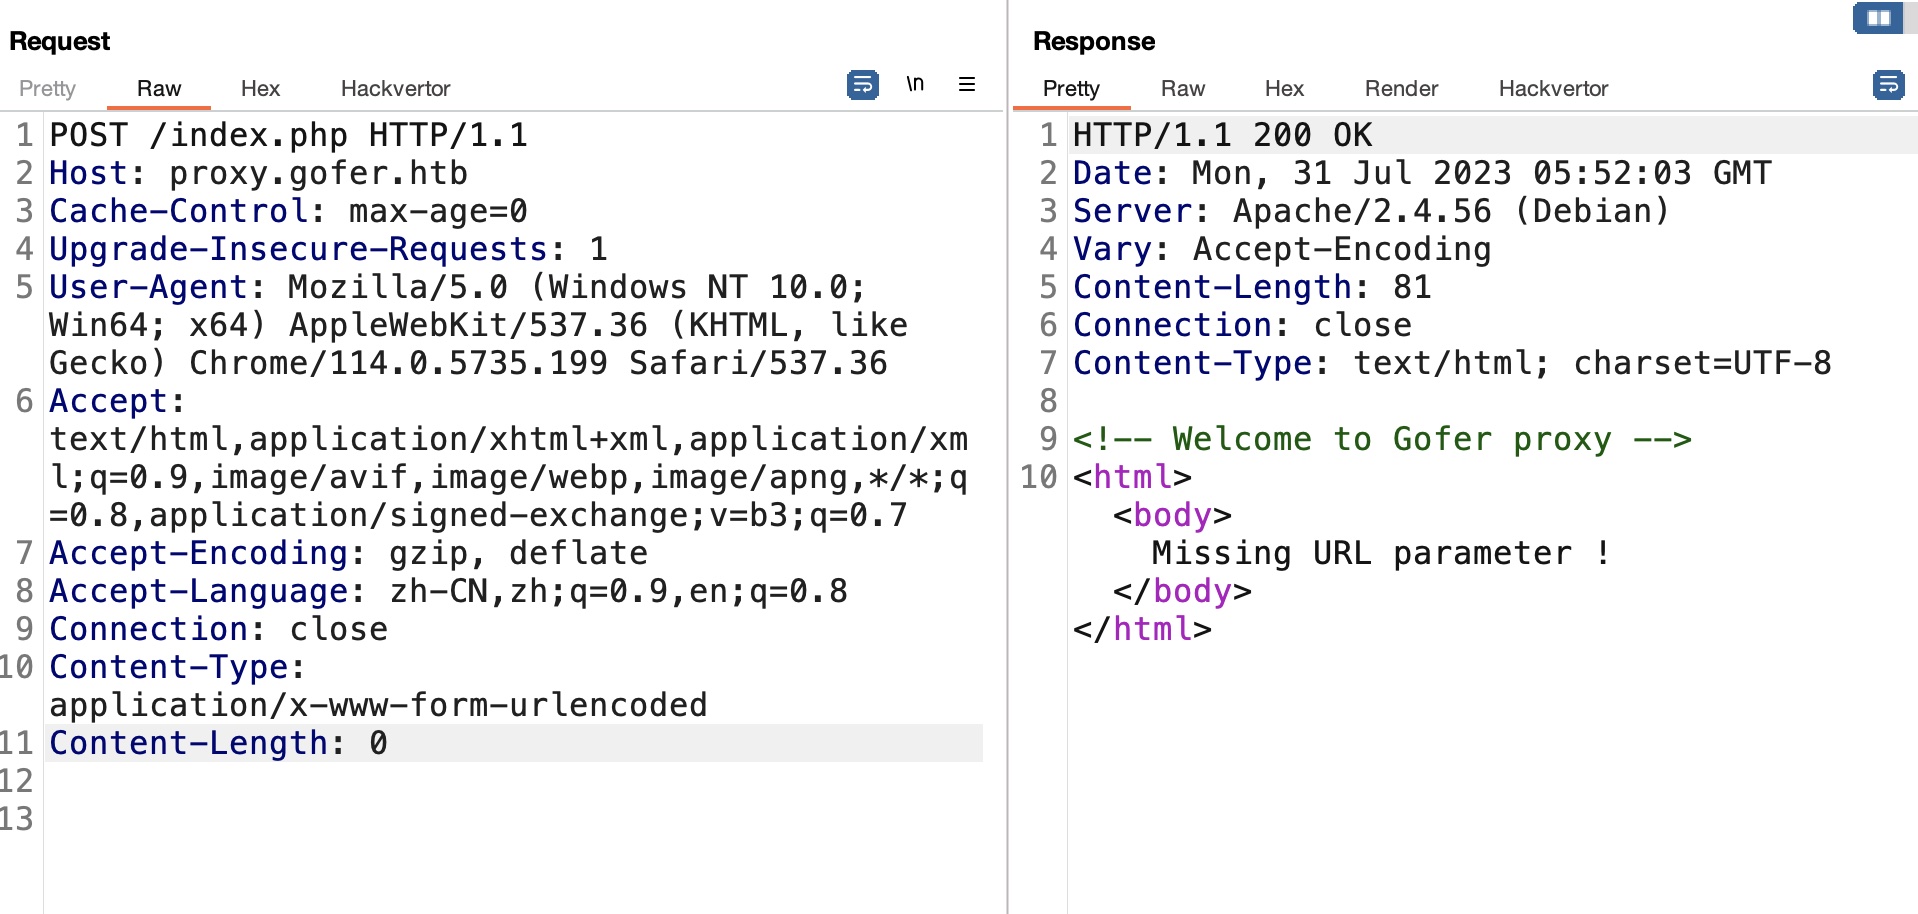 Request
Pretty Raw Hex Hackvertor \n
1 POST /index.php HTTP/1.1
2 Host: proxy.gofer.htb
3 Cache-Control: max-age=0
4 Upgrade-Insecure-Requests: 1
5 User-Agent: Mozilla/5.0 (Windows NT 10.0;
Win64; x64) AppleWebKit/537.36 (KHTML, like
Gecko) Chrome/114.0.5735.199 Safari/537.36
6 Accept:
text/html,application/xhtml+xml,application/xm
l;q=0.9,image/avif,image/webp,image/apng,*/*;q
=0.8,application/signed-exchange;v=b3;q=0.7
7 Accept-Encoding: gzip, deflate
8 Accept-Language: zh-CN,zh;q=0.9,en;q=0.8
9 Connection: close
10 Content-Type:
application/x-www-form-urlencoded
11 Content-Length: 0
12
13
Response
Pretty Raw Hex Render Hackvertor
1 HTTP/1.1 200 OK
2 Date: Mon, 31 Jul 2023 05:52:03 GMT
3 Server: Apache/2.4.56 (Debian)
4 Vary: Accept-Encoding
5 Content-Length: 81
6 Connection: close
7 Content-Type: text/html; charset=UTF-8
8
9 <!-- Welcome to Gofer proxy -->
10 <html>
<body>
Missing URL parameter !
</body>
</html>